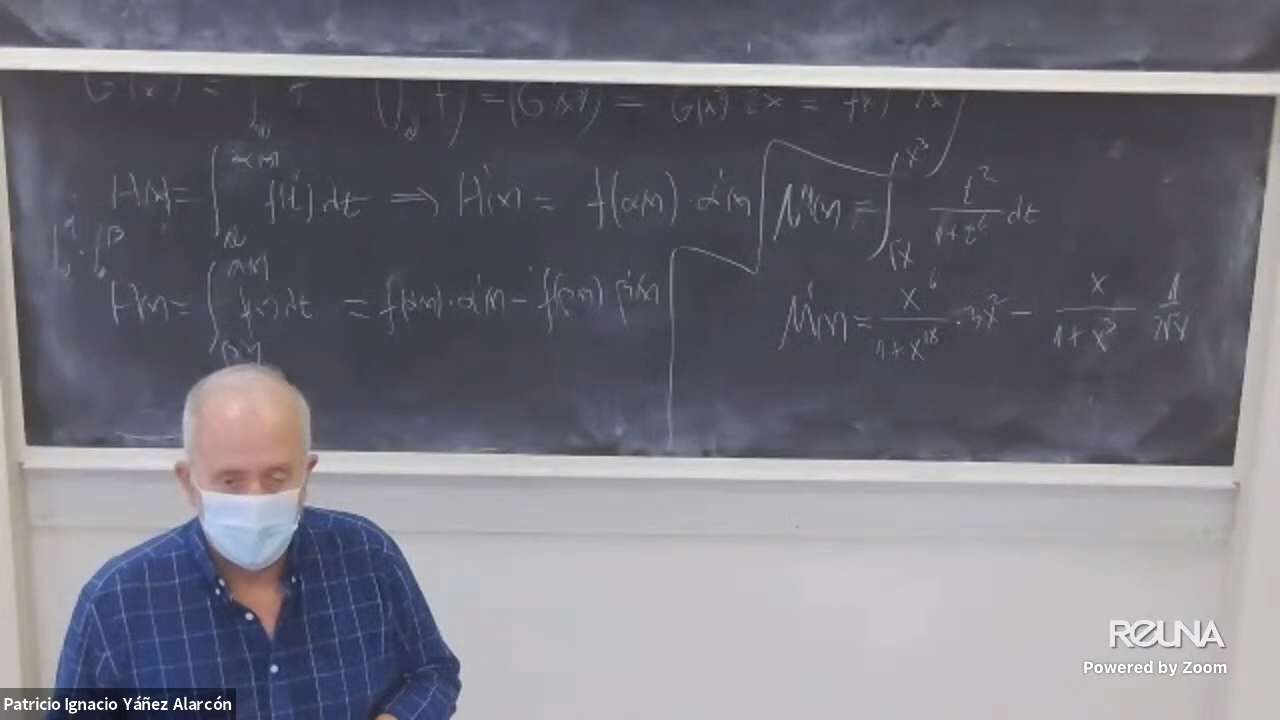 H(x) = ∫_a^{α(x)} f(t) dt ⟹ H'(x) = f(α(x)) · α'(x)
M(x) = ∫_{√x}^{x³} t²/(1+t⁶) dt
H(x) = ∫_{β(x)}^{α(x)} f(t) dt = f(α(x)) · α'(x) − f(β(x)) β'(x)
M'(x) = x⁶/(1+x¹⁸) · 3x² − x/(1+x³) 1/(2√x)
REUNA
Powered by Zoom
Patricio Ignacio Yáñez Alarcón